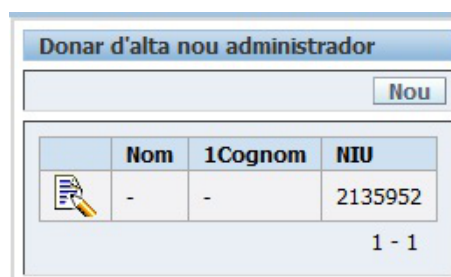 Donar d'alta nou administrador
Nou
Nom 1Cognom NIU
- - 2135952
1 - 1